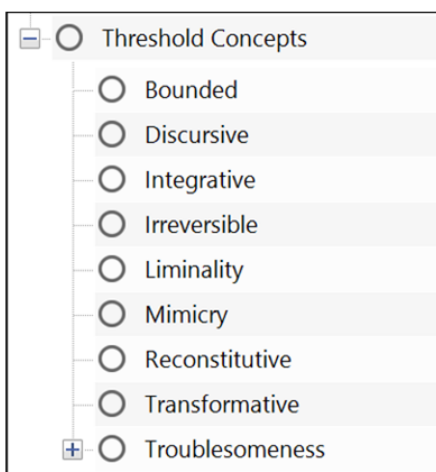 Threshold Concepts
Bounded
Discursive
Integrative
Irreversible
Liminality
Mimicry
Reconstitutive
Transformative
Troublesomeness